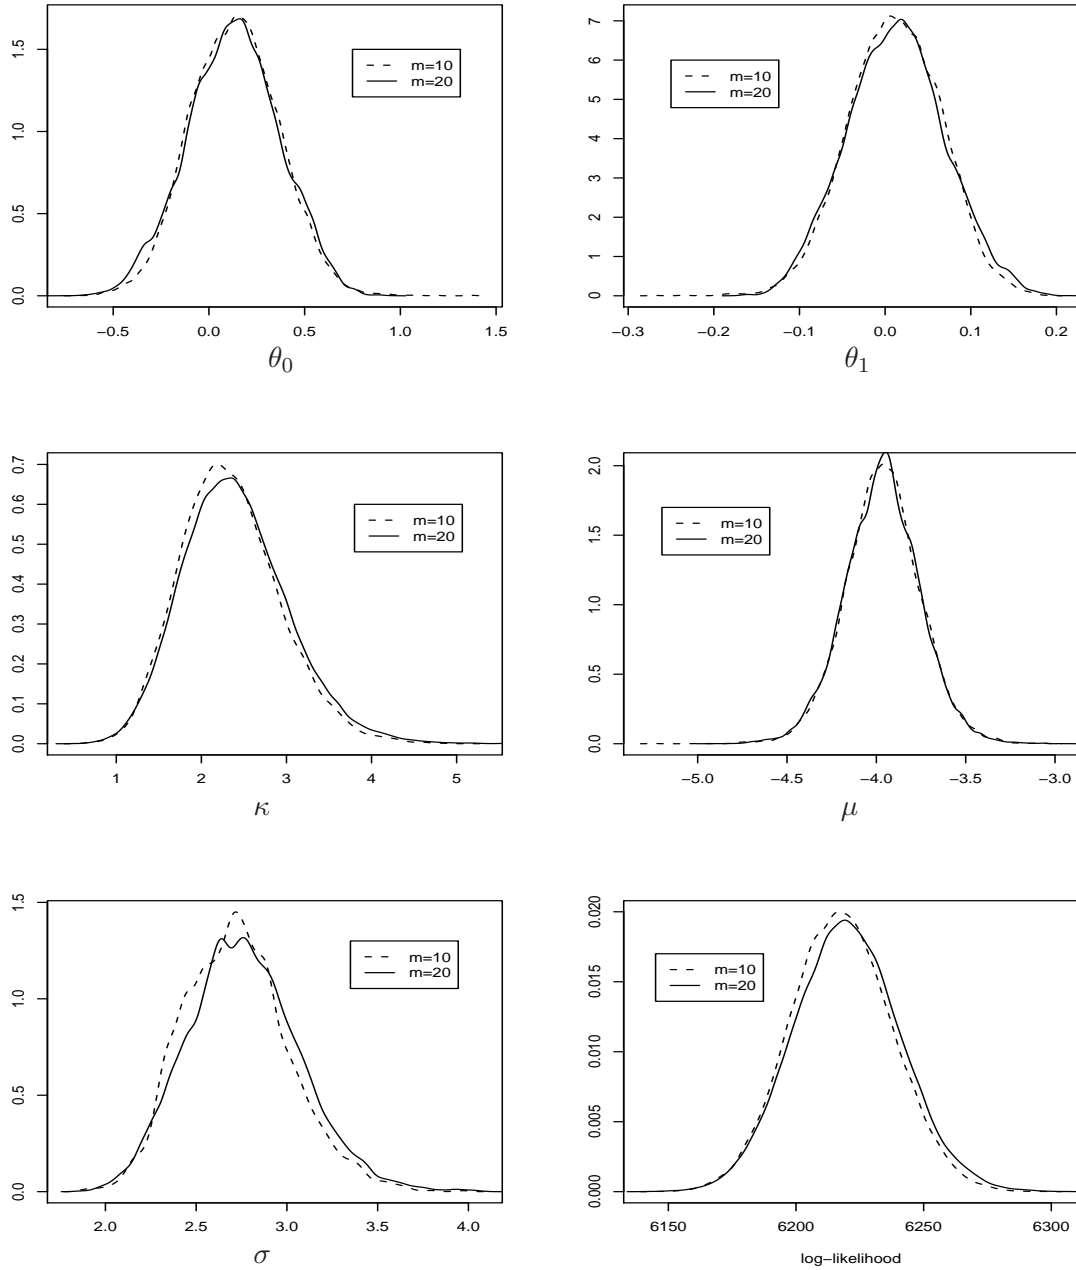 1.5
1.0
0.5
0.0
m=10
m=20
−0.5 0.0 0.5 1.0 1.5
θ0
7
6
5
4
3
2
1
0
m=10
m=20
−0.3 −0.2 −0.1 0.0 0.1 0.2
θ1
0.7
0.6
0.5
0.4
0.3
0.2
0.1
0.0
m=10
m=20
1 2 3 4 5
κ
2.0
1.5
1.0
0.5
0.0
m=10
m=20
−5.0 −4.5 −4.0 −3.5 −3.0
μ
1.5
1.0
0.5
0.0
m=10
m=20
2.0 2.5 3.0 3.5 4.0
σ
0.020
0.015
0.010
0.005
0.000
m=10
m=20
6150 6200 6250 6300
log−likelihood